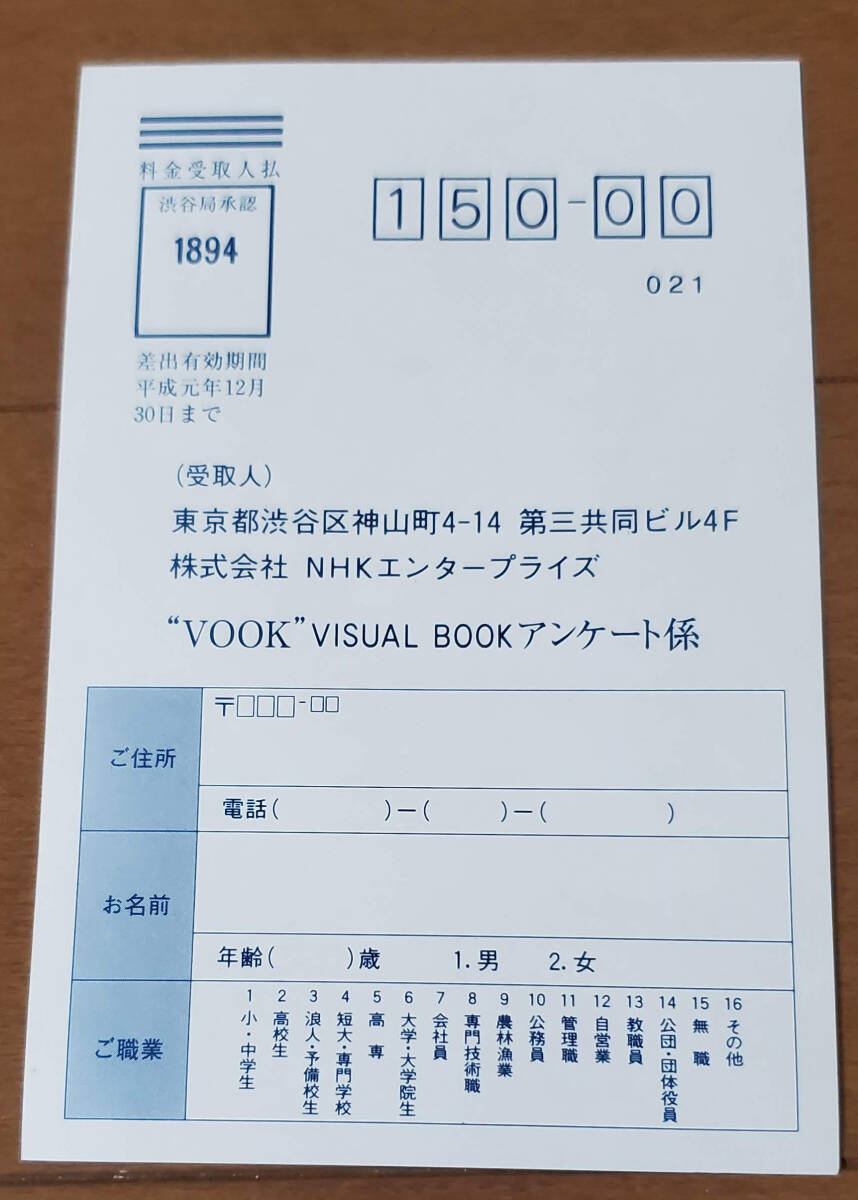 料金受取人払
渋谷局承認
1894
差出有効期間
平成元年12月
30日まで
150-00
021
(受取人)
東京都渋谷区神山町4-14 第三共同ビル4F
株式会社 NHKエンタープライズ
“VOOK” VISUAL BOOKアンケート係
ご住所
〒□□□-□□
電話( )-( )-( )
お名前
年齢( )歳 1.男 2.女
ご職業
1 小・中学生
2 高校生
3 浪人・予備校生
4 短大・専門学校
5 高専
6 大学・大学院生
7 会社員
8 専門技術職
9 農林漁業
10 公務員
11 管理職
12 自営業
13 教職員
14 公団・団体役員
15 無職
16 その他